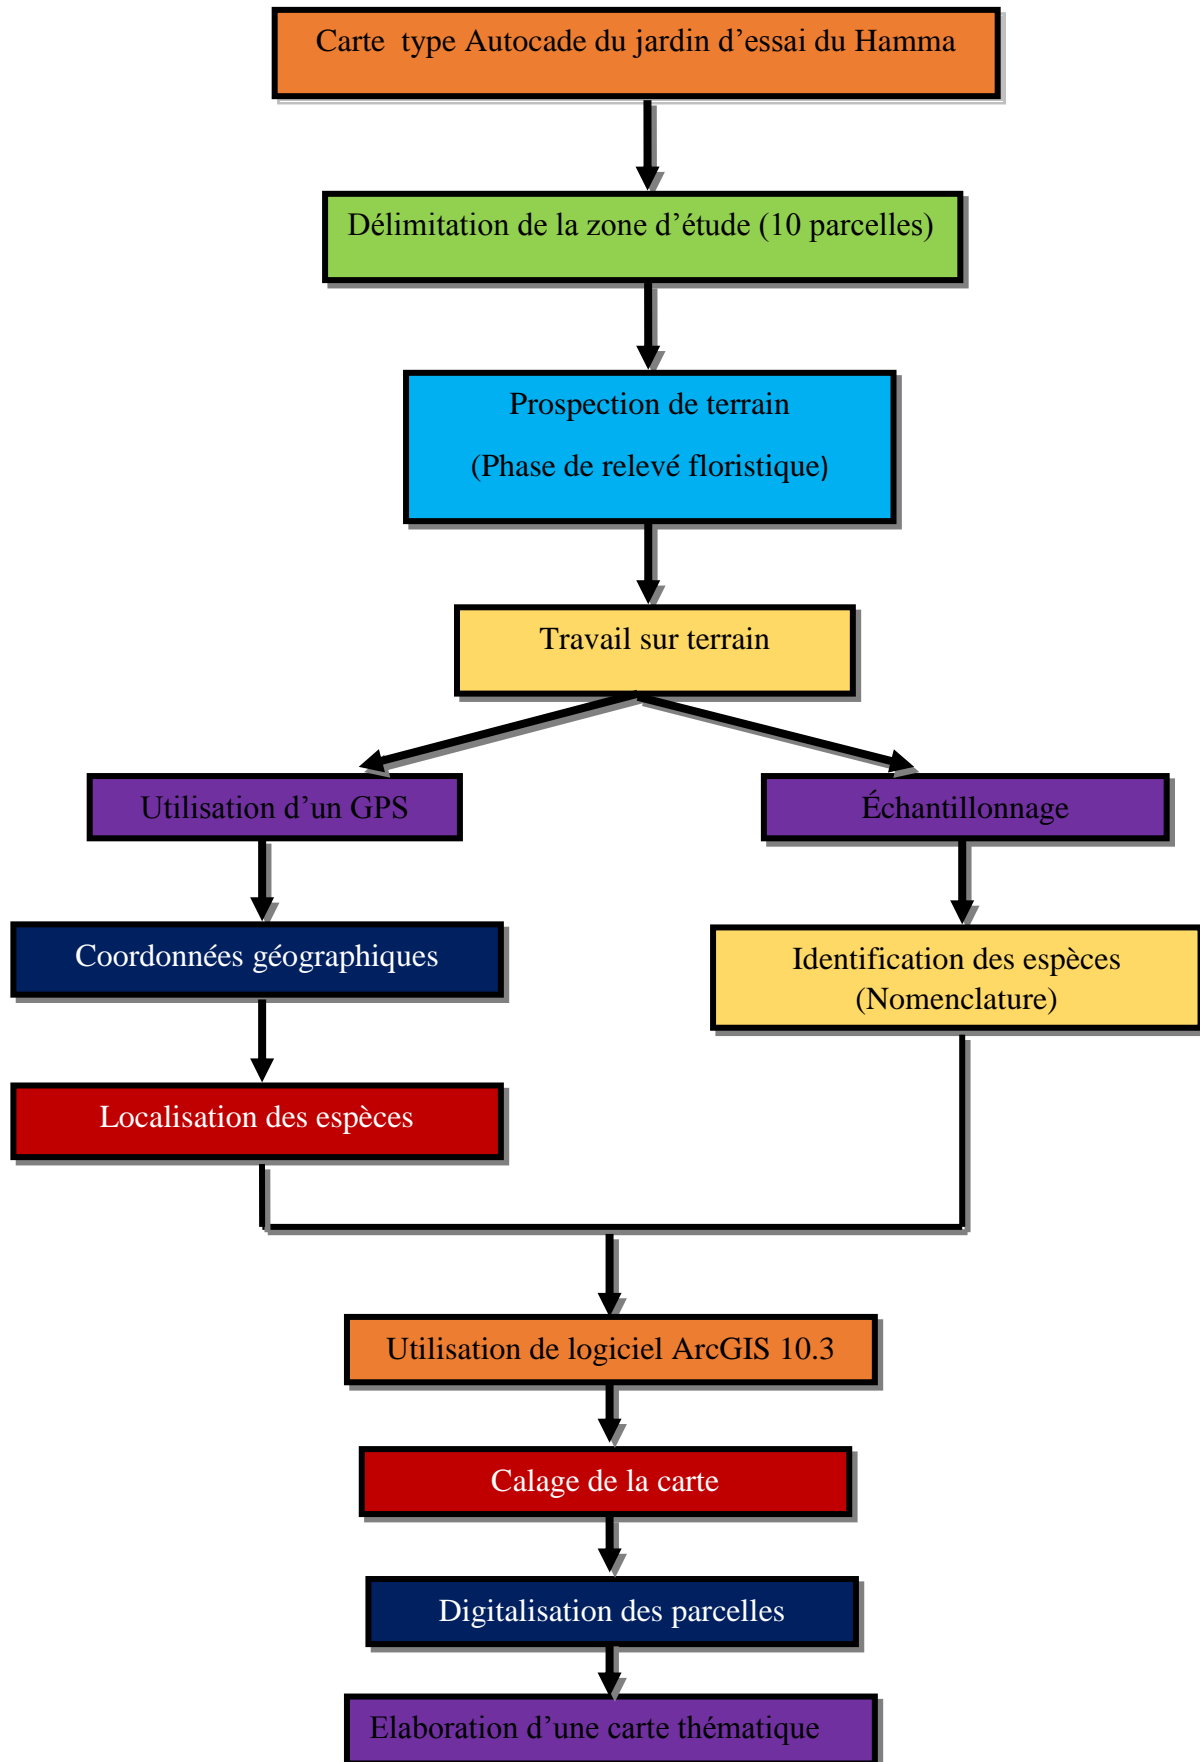 Carte  type Autocade du jardin d’essai du Hamma
Délimitation de la zone d’étude (10 parcelles)
Prospection de terrain
(Phase de relevé floristique)
Travail sur terrain
Utilisation d’un GPS
Échantillonnage
Coordonnées géographiques
Identification des espèces
(Nomenclature)
Localisation des espèces
Utilisation de logiciel ArcGIS 10.3
Calage de la carte
Digitalisation des parcelles
Elaboration d’une carte thématique